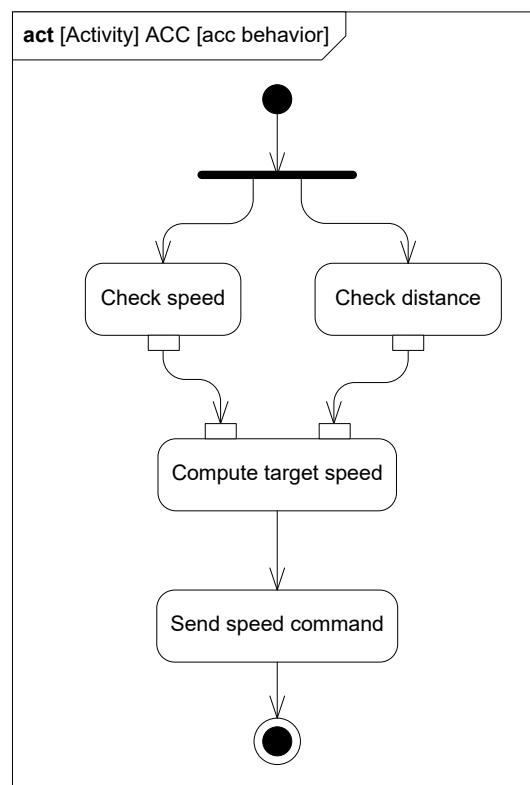 act [Activity] ACC [acc behavior]
Check speed
Check distance
Compute target speed
Send speed command